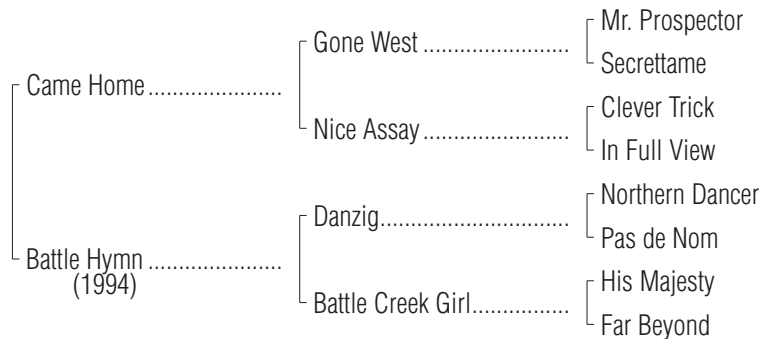 Mr. Prospector
Gone West ........................
Secrettame
Came Home ......................
Clever Trick
Nice Assay ........................
In Full View
Northern Dancer
Danzig...............................
Pas de Nom
Battle Hymn ......................
(1994)
His Majesty
Battle Creek Girl................
Far Beyond